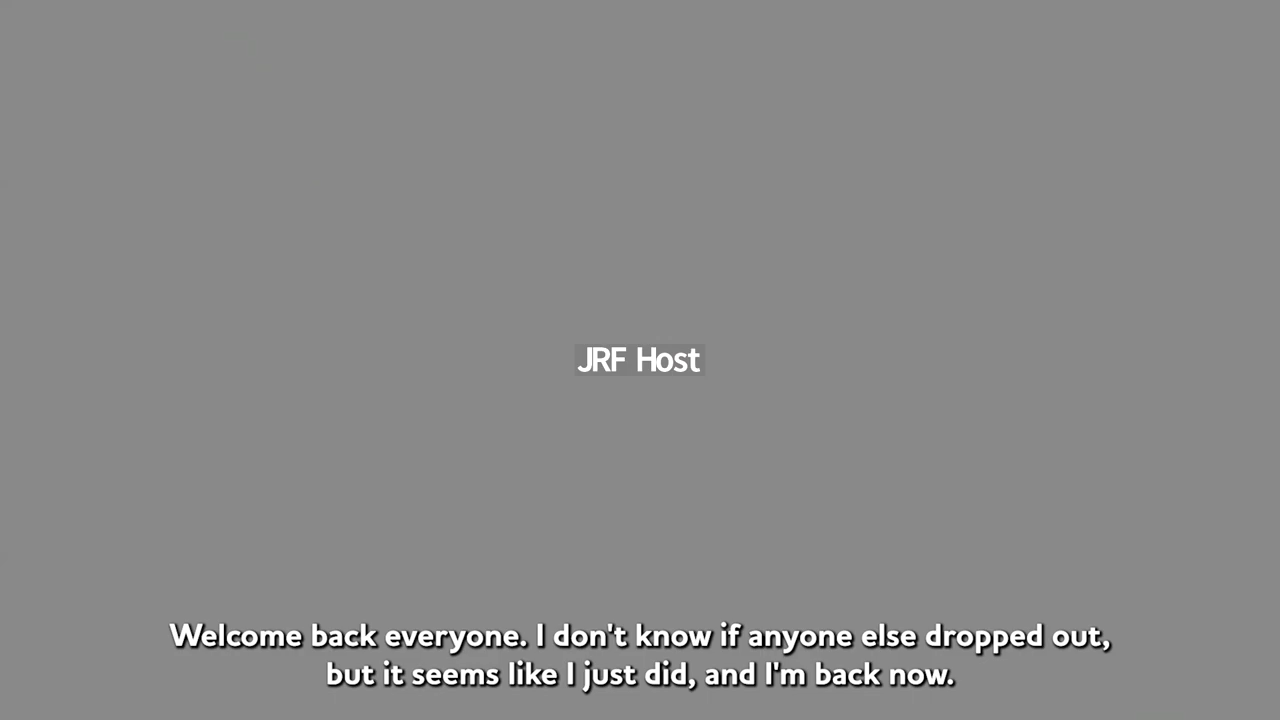 JRF Host
Welcome back everyone. I don't know if anyone else dropped out,
but it seems like I just did, and I'm back now.